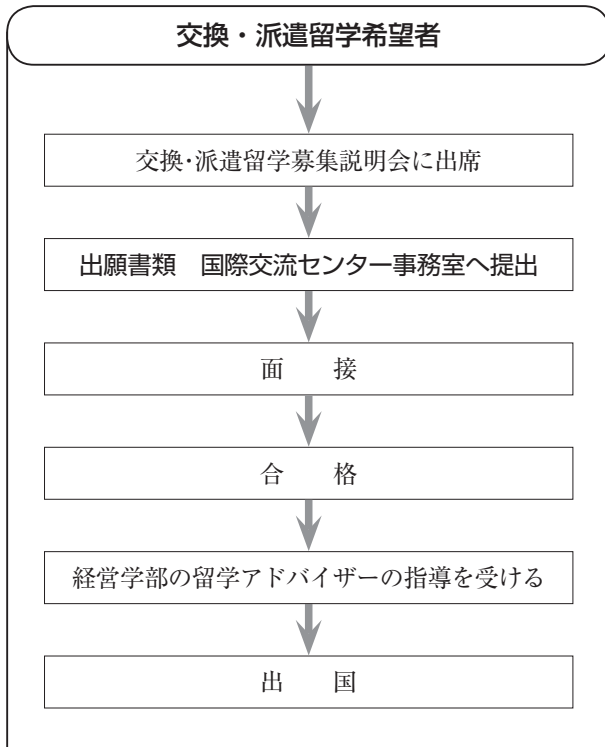 交換・派遣留学希望者
交換・派遣留学募集説明会に出席
出願書類　国際交流センター事務室へ提出
面　　接
合　　格
経営学部の留学アドバイザーの指導を受ける
出　　国